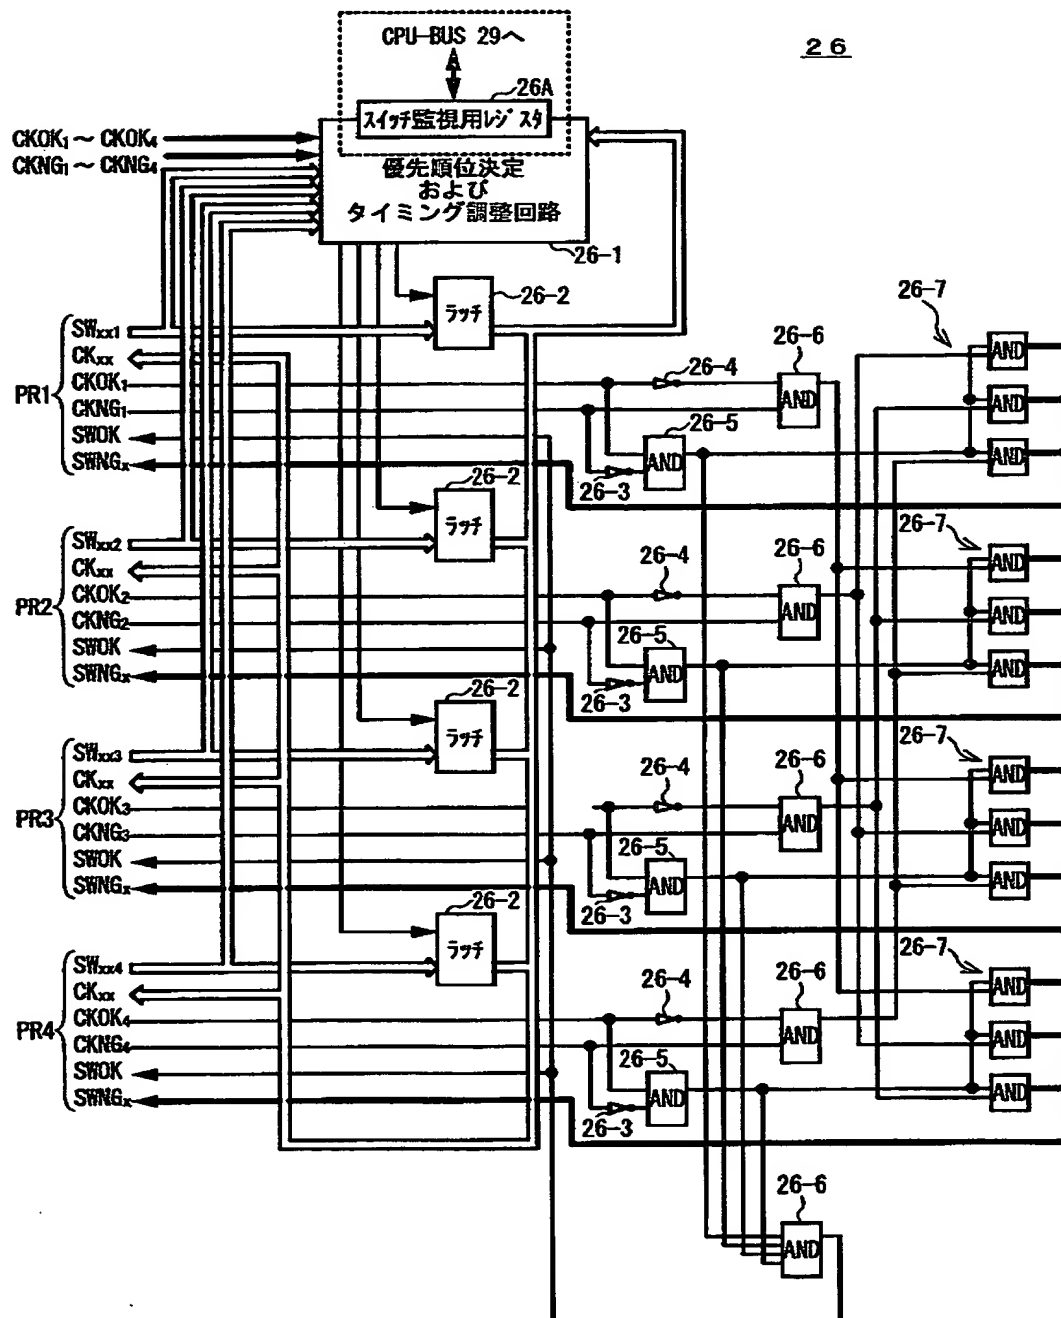 CPU-BUS 29へ
26
26A
スイッチ監視用レジスタ
CKOK1～CKOK4
CKNG1～CKNG4
優先順位決定
および
タイミング調整回路
26-1
26-2
ラッチ
26-7
PR1
SWxx1
CKxx
CKOK1
CKNG1
SWOK
SWNGx
26-4
26-6
AND
26-5
AND
26-3
AND
AND
AND
26-2
ラッチ
26-7
PR2
SWxx2
CKxx
CKOK2
CKNG2
SWOK
SWNGx
26-4
26-6
AND
26-5
AND
26-3
AND
AND
AND
26-2
ラッチ
26-7
PR3
SWxx3
CKxx
CKOK3
CKNG3
SWOK
SWNGx
26-4
26-6
AND
26-5
AND
26-3
AND
AND
AND
26-2
ラッチ
26-7
PR4
SWxx4
CKxx
CKOK4
CKNG4
SWOK
SWNGx
26-4
26-6
AND
26-5
AND
26-3
AND
AND
AND
26-6
AND